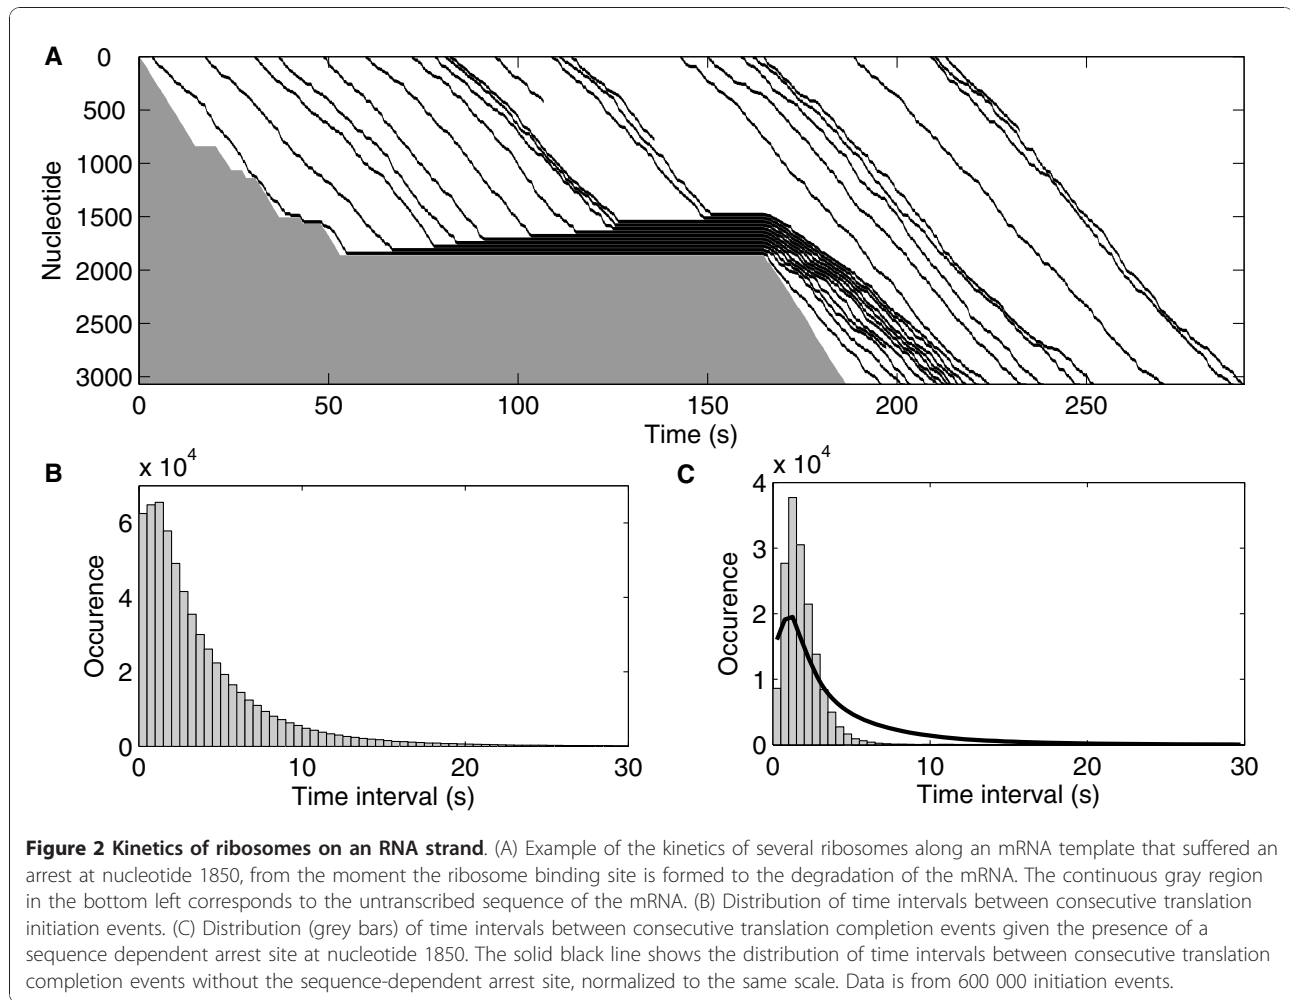 A
0
500
1000
1500
2000
2500
3000
Nucleotide
0 50 100 150 200 250
Time (s)
B
x 10^4
6
4
2
0
Occurence
0 10 20 30
Time interval (s)
C
x 10^4
4
3
2
1
0
Occurence
0 10 20 30
Time interval (s)
Figure 2 Kinetics of ribosomes on an RNA strand. (A) Example of the kinetics of several ribosomes along an mRNA template that suffered an
arrest at nucleotide 1850, from the moment the ribosome binding site is formed to the degradation of the mRNA. The continuous gray region
in the bottom left corresponds to the untranscribed sequence of the mRNA. (B) Distribution of time intervals between consecutive translation
initiation events. (C) Distribution (grey bars) of time intervals between consecutive translation completion events given the presence of a
sequence dependent arrest site at nucleotide 1850. The solid black line shows the distribution of time intervals between consecutive translation
completion events without the sequence-dependent arrest site, normalized to the same scale. Data is from 600 000 initiation events.